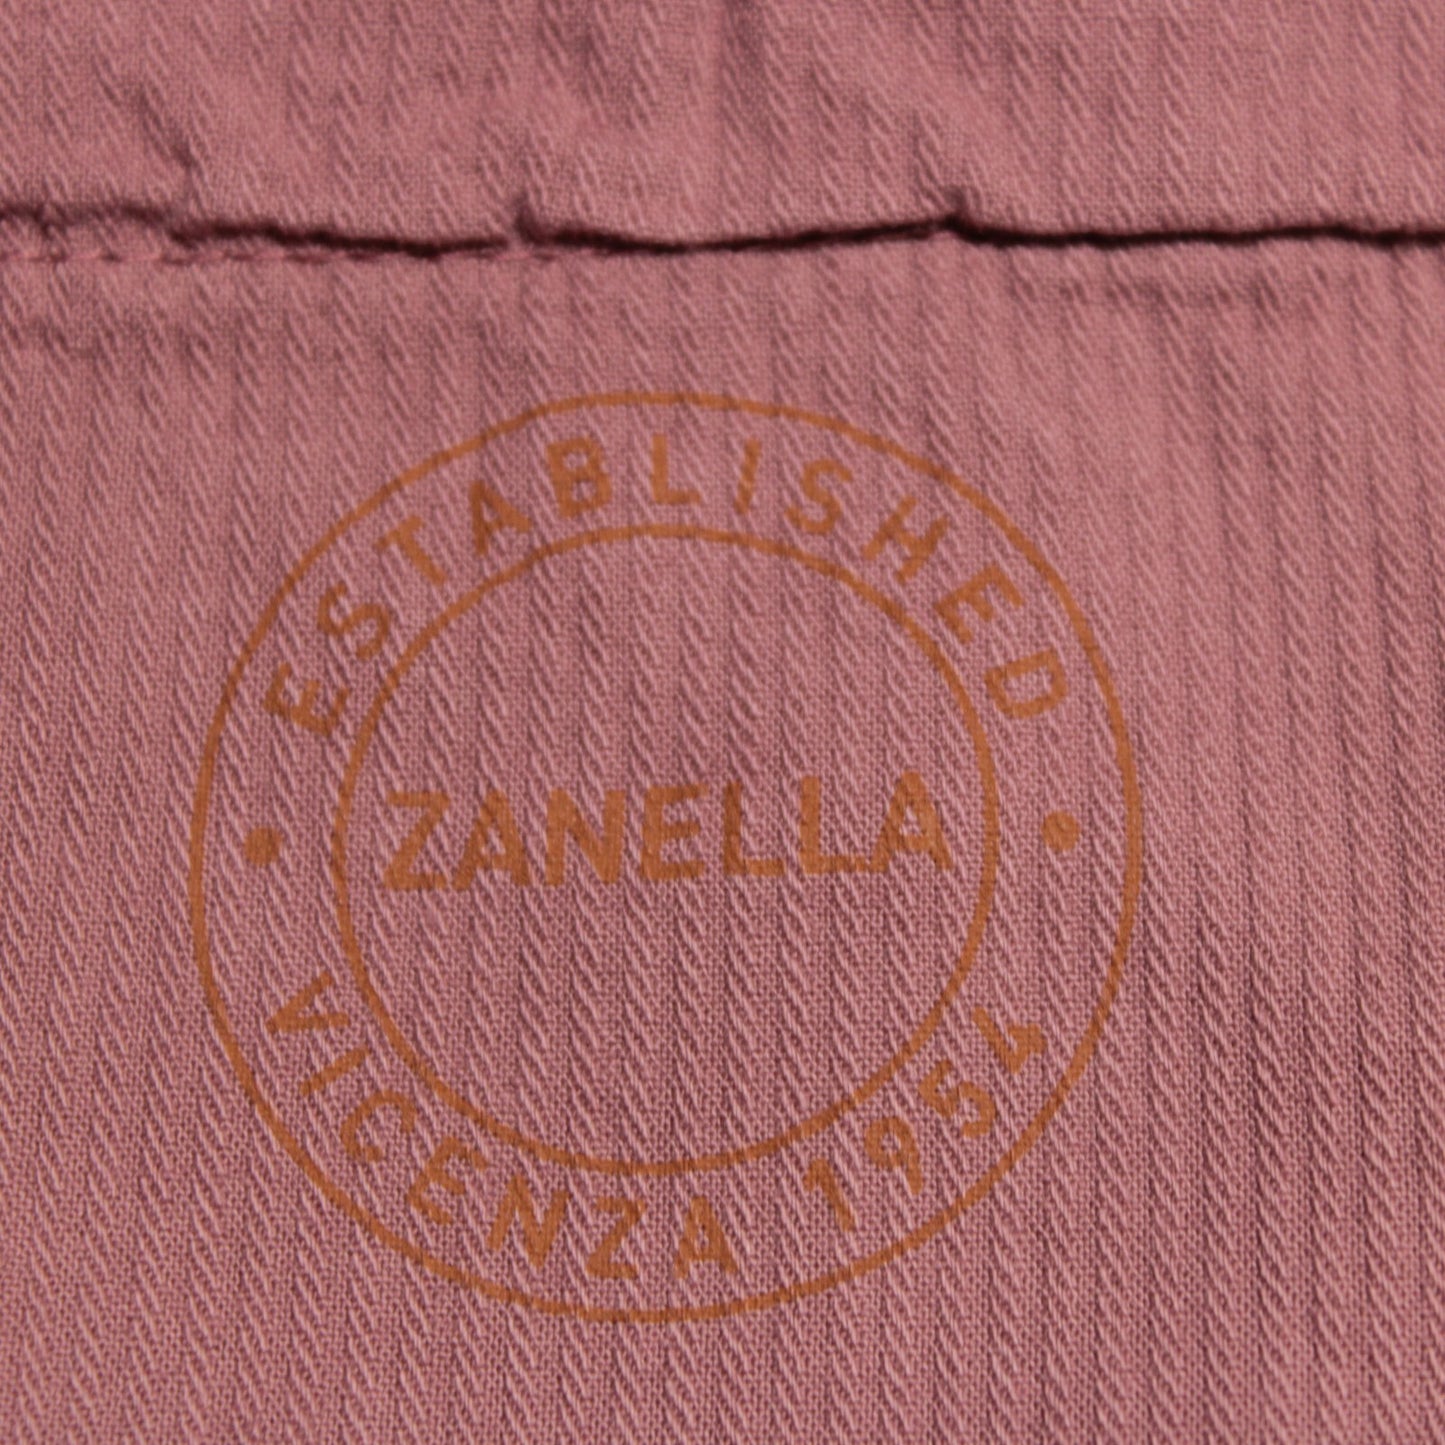 ESTABLISHED
ZANELLA
VICENZA 1954